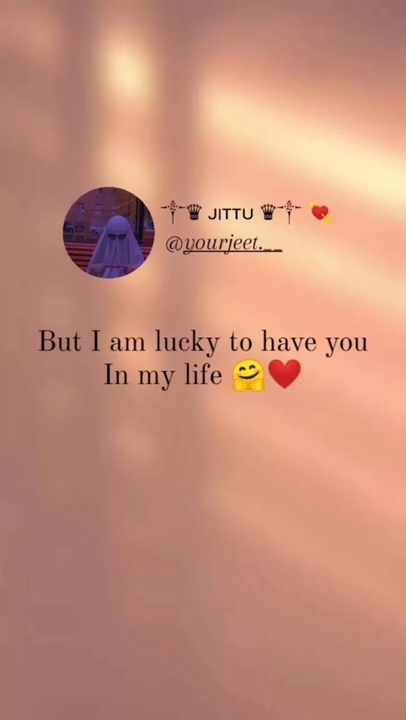 ༒♛ JITTU ♛༒ 💘
@yourjeet.__
But I am lucky to have you
In my life 🤗❤️